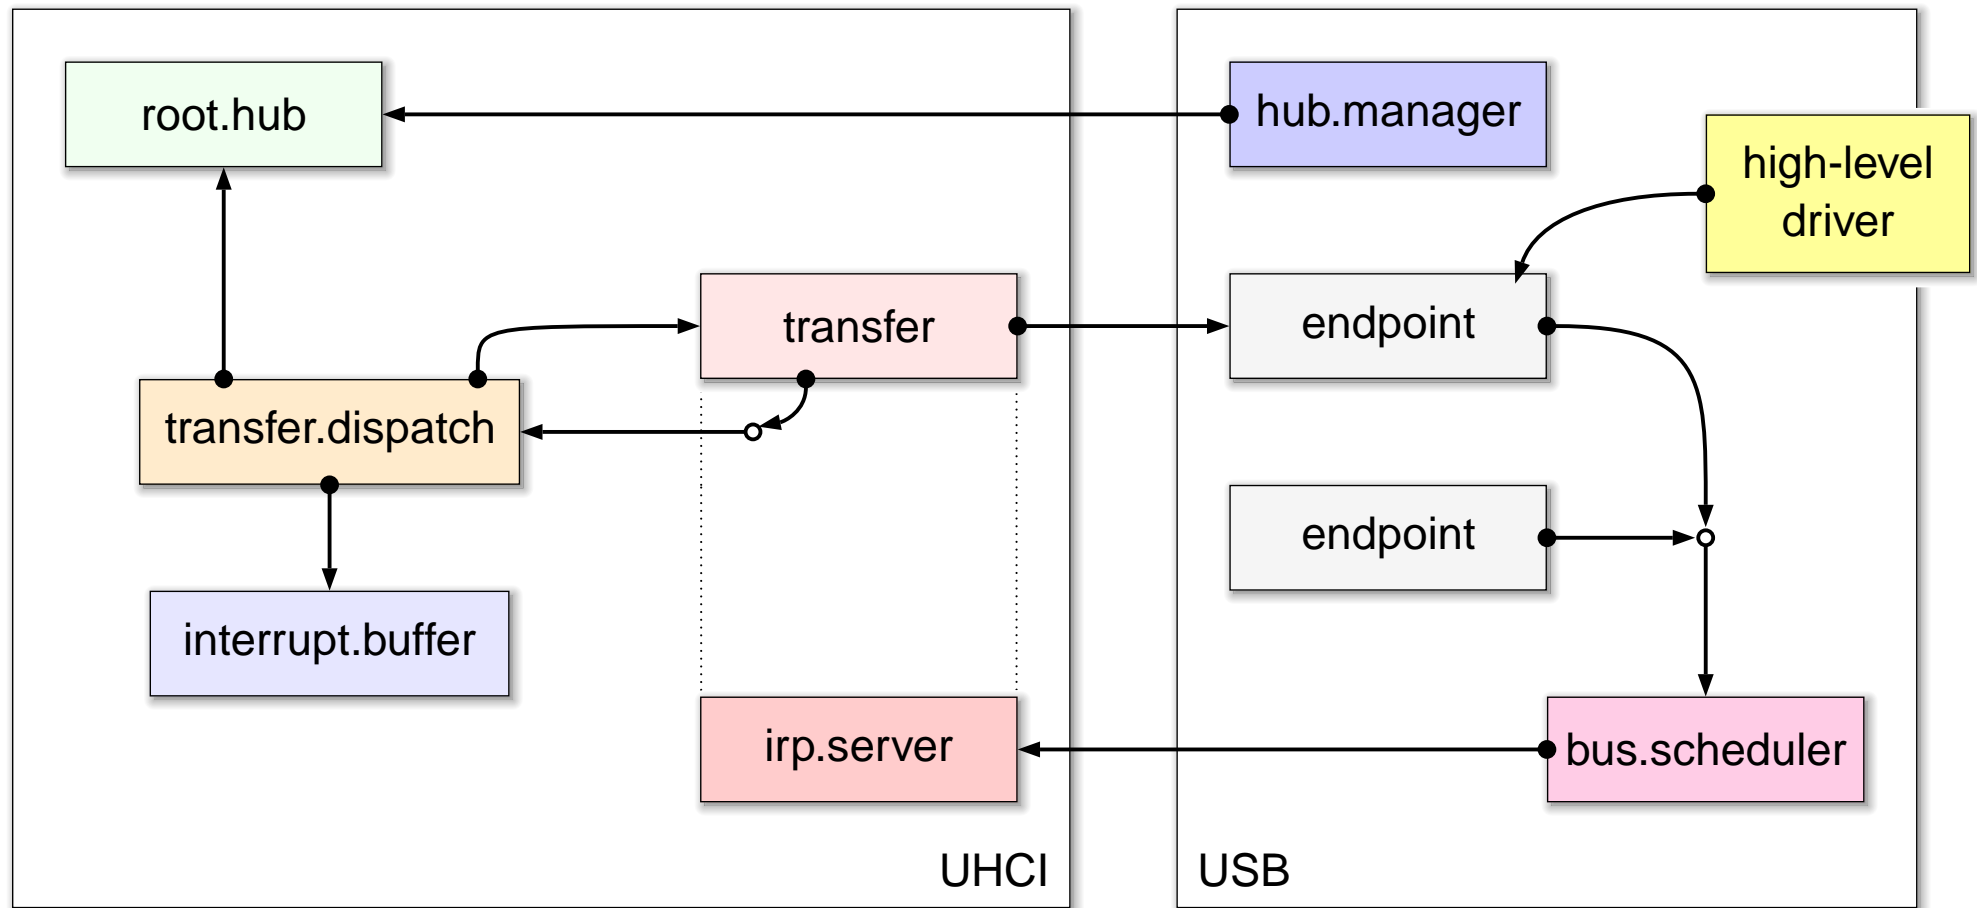 root.hub
hub.manager
high-level
driver
transfer
endpoint
transfer.dispatch
endpoint
interrupt.buffer
irp.server
bus.scheduler
UHCI
USB